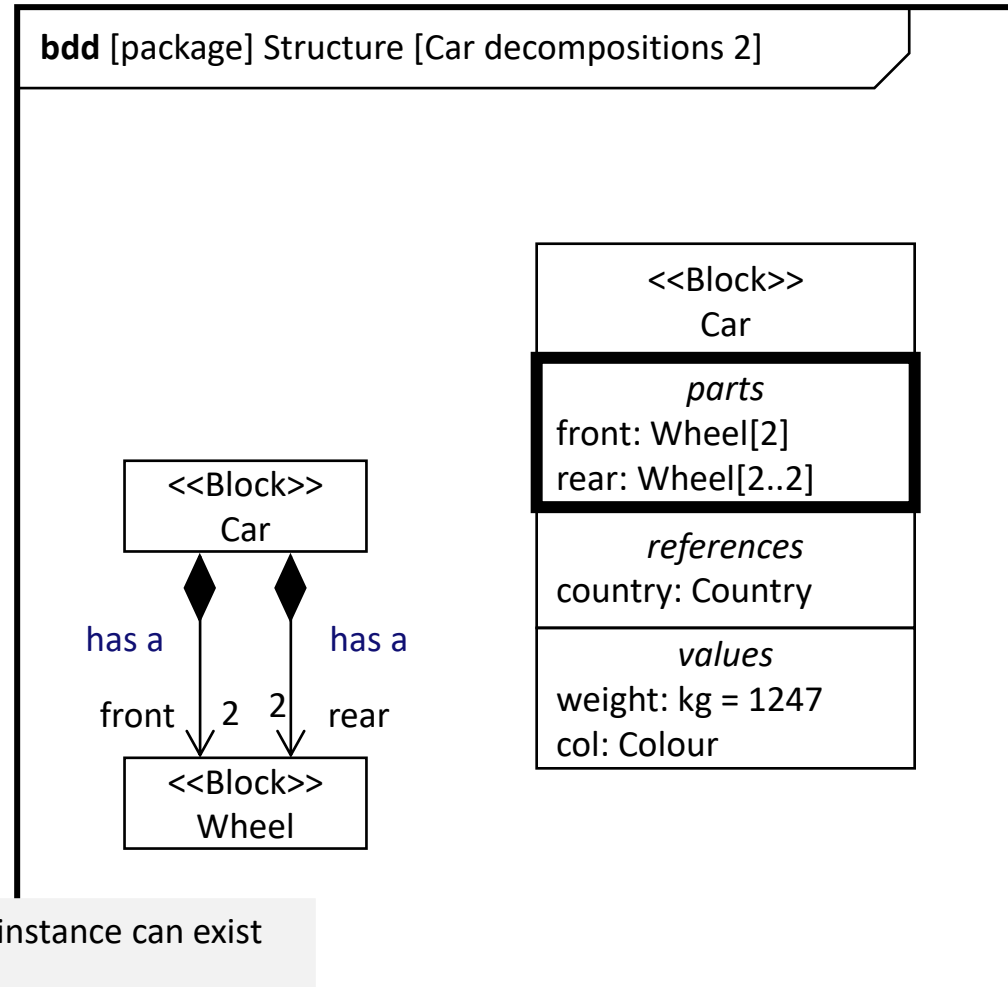 bdd [package] Structure [Car decompositions 2]
<<Block>>
Car
has a
has a
front
2
2
rear
<<Block>>
Wheel
<<Block>>
Car
parts
front: Wheel[2]
rear: Wheel[2..2]
references
country: Country
values
weight: kg = 1247
col: Colour
instance can exist